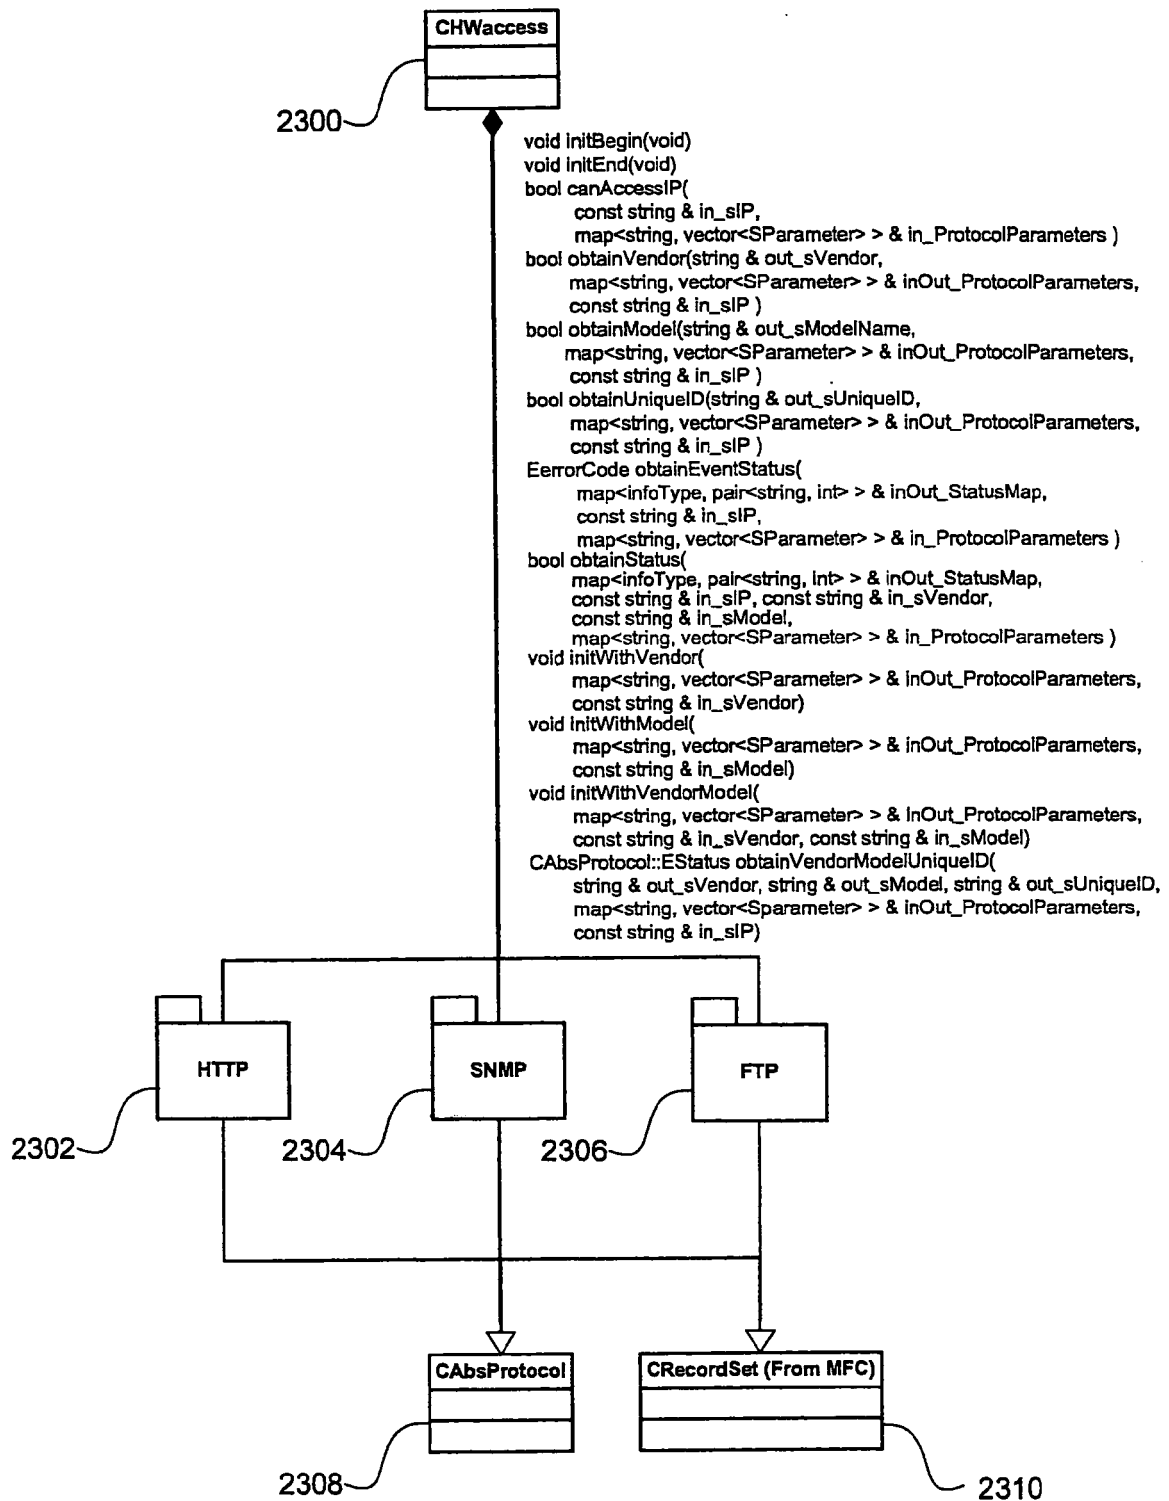 CHWaccess
2300
void initBegin(void)
void initEnd(void)
bool canAccessIP(
const string & in_sIP,
map<string, vector<SParameter> > & in_ProtocolParameters )
bool obtainVendor(string & out_sVendor,
map<string, vector<SParameter> > & inOut_ProtocolParameters,
const string & in_sIP )
bool obtainModel(string & out_sModelName,
map<string, vector<SParameter> > & inOut_ProtocolParameters,
const string & in_sIP )
bool obtainUniqueID(string & out_sUniqueID,
map<string, vector<SParameter> > & inOut_ProtocolParameters,
const string & in_sIP )
EerrorCode obtainEventStatus(
map<infoType, pair<string, int> > & inOut_StatusMap,
const string & in_sIP,
map<string, vector<SParameter> > & in_ProtocolParameters )
bool obtainStatus(
map<infoType, pair<string, int> > & inOut_StatusMap,
const string & in_sIP, const string & in_sVendor,
const string & in_sModel,
map<string, vector<SParameter> > & in_ProtocolParameters )
void initWithVendor(
map<string, vector<SParameter> > & inOut_ProtocolParameters,
const string & in_sVendor)
void initWithModel(
map<string, vector<SParameter> > & inOut_ProtocolParameters,
const string & in_sModel)
void initWithVendorModel(
map<string, vector<SParameter> > & inOut_ProtocolParameters,
const string & in_sVendor, const string & in_sModel)
CAbsProtocol::EStatus obtainVendorModelUniqueID(
string & out_sVendor, string & out_sModel, string & out_sUniqueID,
map<string, vector<Sparameter> > & inOut_ProtocolParameters,
const string & in_sIP)
HTTP
SNMP
FTP
2302
2304
2306
CAbsProtocol
CRecordSet (From MFC)
2308
2310